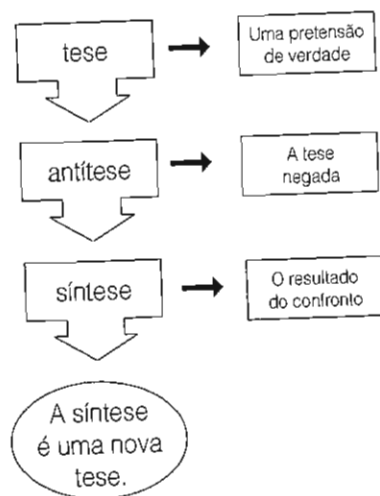 tese
Uma pretensão
de verdade
antítese
A tese
negada
síntese
O resultado
do confronto
A síntese
é uma nova
tese.